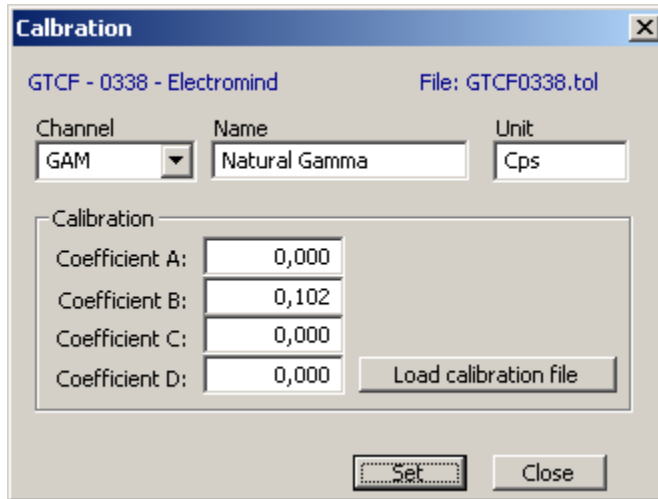 Calbration
GTCF - 0338 - Electromind File: GTCF0338.tol
Channel Name Unit
GAM Natural Gamma Cps
Calibration
Coefficient A: 0,000
Coefficient B: 0,102
Coefficient C: 0,000
Coefficient D: 0,000 Load calibration file
Set Close